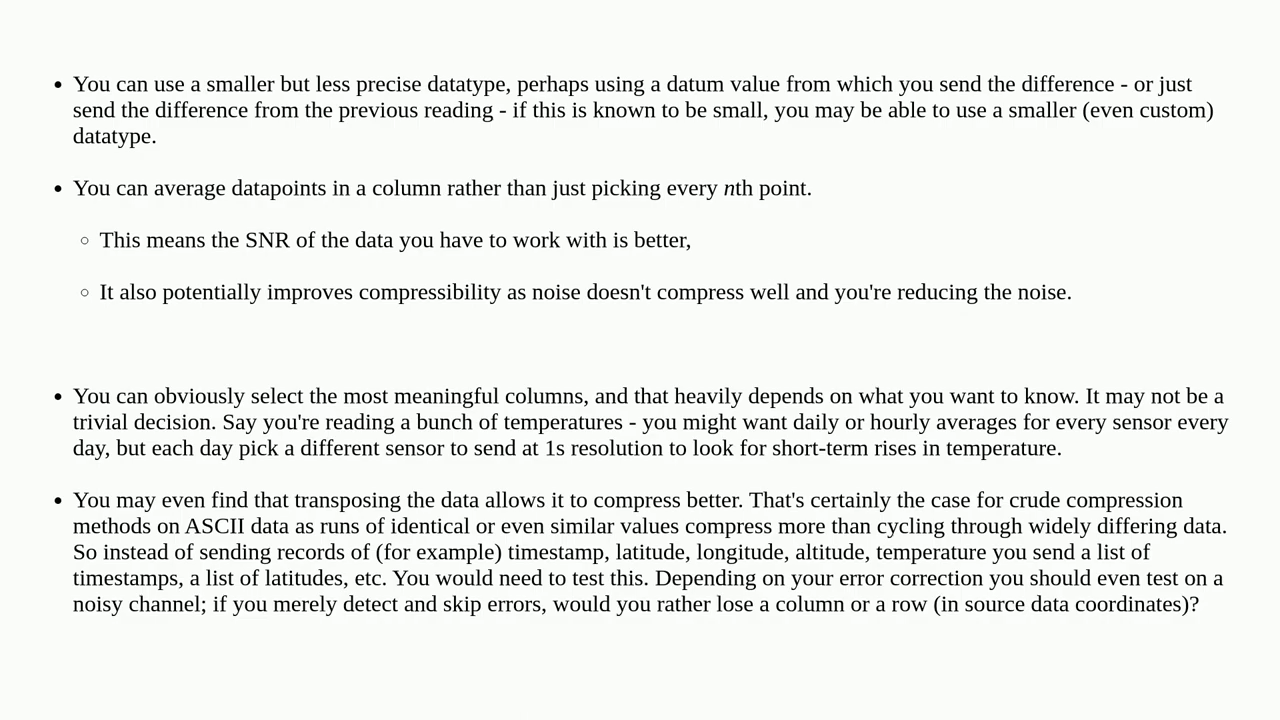 • You can use a smaller but less precise datatype, perhaps using a datum value from which you send the difference - or just
send the difference from the previous reading - if this is known to be small, you may be able to use a smaller (even custom)
datatype.
• You can average datapoints in a column rather than just picking every nth point.
◦ This means the SNR of the data you have to work with is better,
◦ It also potentially improves compressibility as noise doesn't compress well and you're reducing the noise.
• You can obviously select the most meaningful columns, and that heavily depends on what you want to know. It may not be a
trivial decision. Say you're reading a bunch of temperatures - you might want daily or hourly averages for every sensor every
day, but each day pick a different sensor to send at 1s resolution to look for short-term rises in temperature.
• You may even find that transposing the data allows it to compress better. That's certainly the case for crude compression
methods on ASCII data as runs of identical or even similar values compress more than cycling through widely differing data.
So instead of sending records of (for example) timestamp, latitude, longitude, altitude, temperature you send a list of
timestamps, a list of latitudes, etc. You would need to test this. Depending on your error correction you should even test on a
noisy channel; if you merely detect and skip errors, would you rather lose a column or a row (in source data coordinates)?